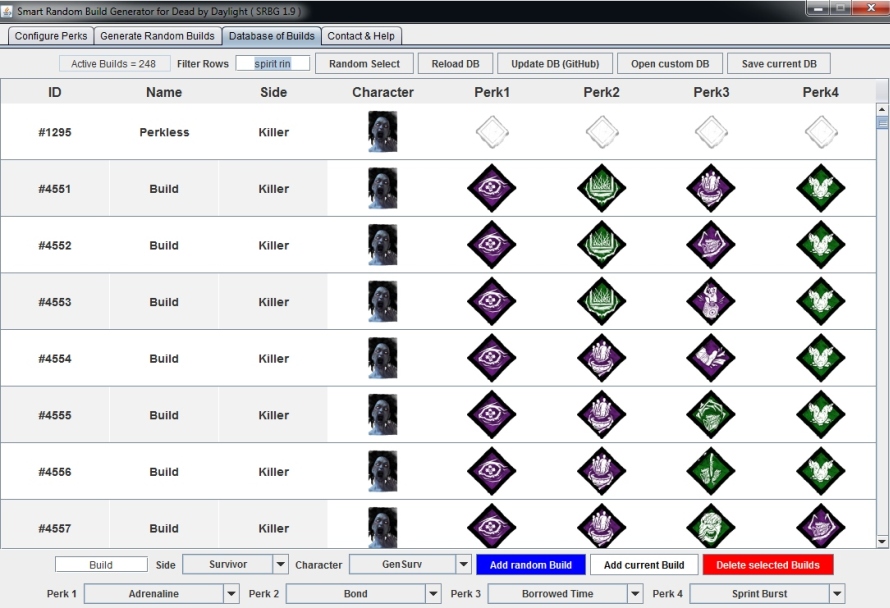 Smart Random Build Generator for Dead by Daylight ( SRBG 1.9 )
Configure Perks Generate Random Builds Database of Builds Contact & Help
Active Builds = 248 Filter Rows spirit rin Random Select Reload DB Update DB (GitHub) Open custom DB Save current DB
ID Name Side Character Perk1 Perk2 Perk3 Perk4
#1295 Perkless Killer
#4551 Build Killer
#4552 Build Killer
#4553 Build Killer
#4554 Build Killer
#4555 Build Killer
#4556 Build Killer
#4557 Build Killer
Build Side Survivor Character GenSurv Add random Build Add current Build Delete selected Builds
Perk 1 Adrenaline Perk 2 Bond Perk 3 Borrowed Time Perk 4 Sprint Burst